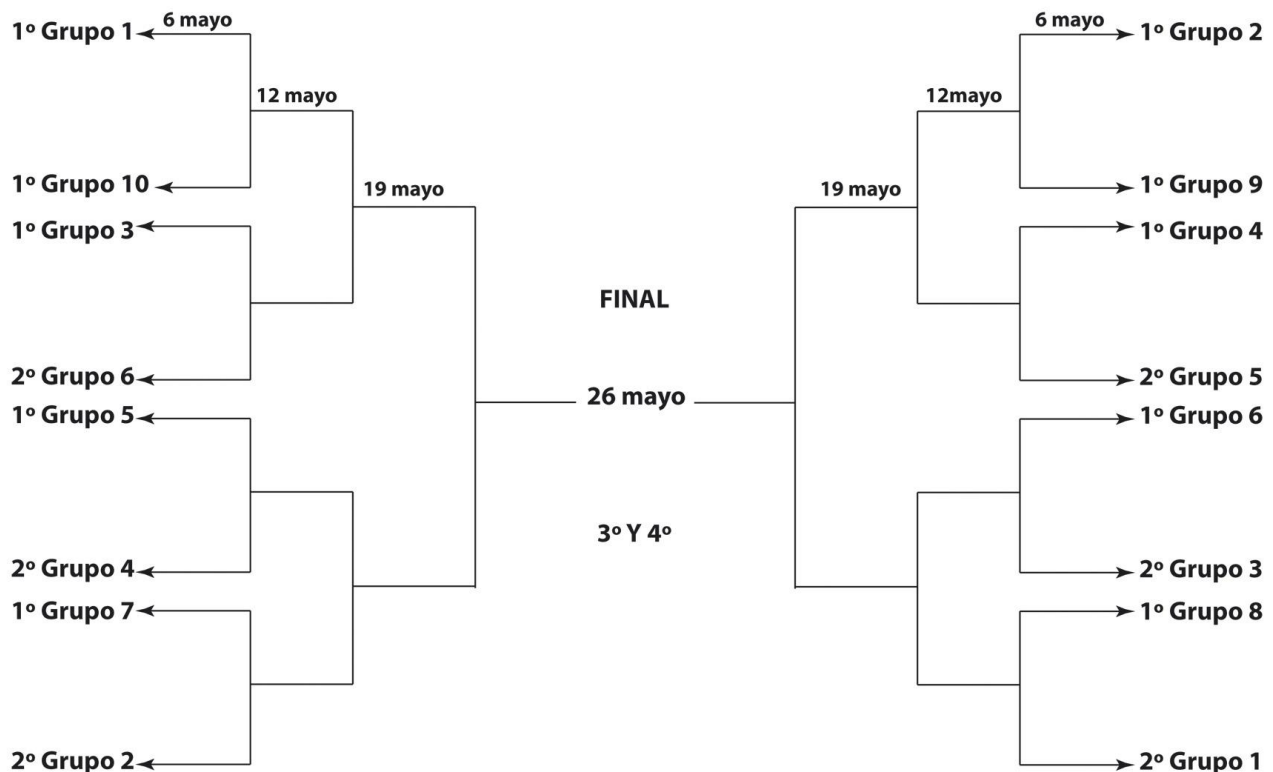 1º Grupo 1
6 mayo
12 mayo
1º Grupo 10
19 mayo
1º Grupo 3
2º Grupo 6
1º Grupo 5
2º Grupo 4
1º Grupo 7
2º Grupo 2
FINAL
26 mayo
3º Y 4º
6 mayo
1º Grupo 2
12mayo
19 mayo
1º Grupo 9
1º Grupo 4
2º Grupo 5
1º Grupo 6
2º Grupo 3
1º Grupo 8
2º Grupo 1